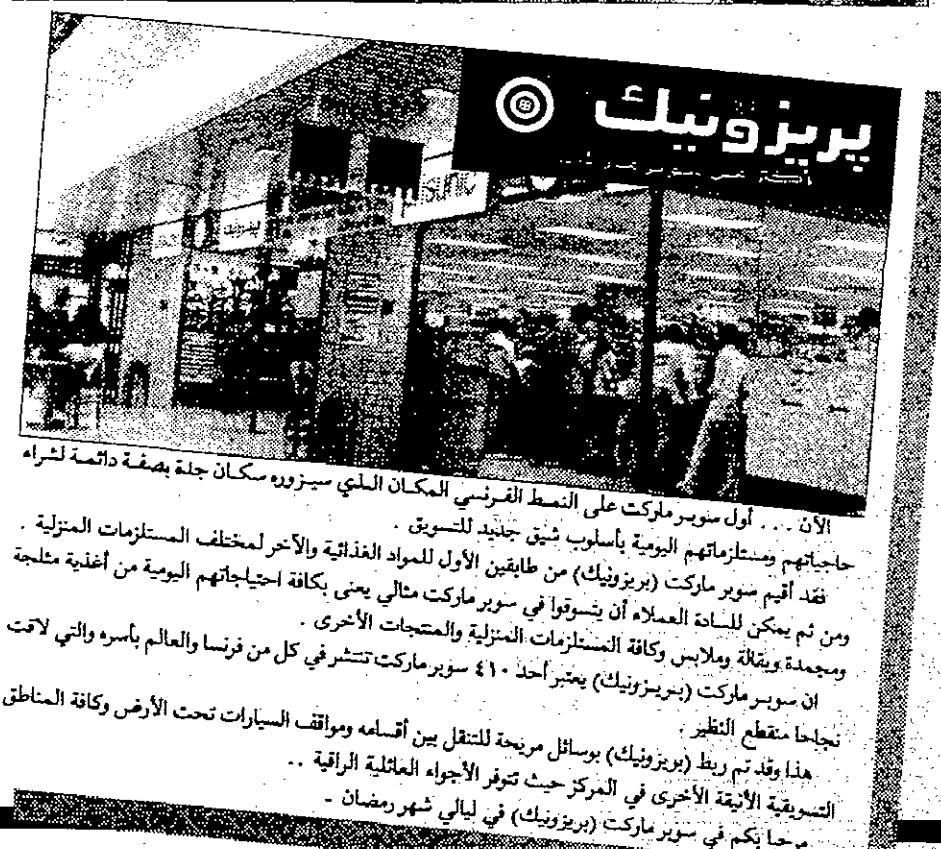 بريزونيك
أكثر من سوبر ماركت
الآن ... أول سوبر ماركت على النمط الفرنسي المكان الذي سيزوره سكان جدة بصفة دائمة لشراء
حاجياتهم ومستلزماتهم اليومية بأسلوب شيق جديد للتسويق .
فقد أقيم سوبر ماركت (بريزونيك) من طابقين الأول للمواد الغذائية والآخر لمختلف المستلزمات المنزلية .
ومن ثم يمكن للسادة العملاء أن يتسوقوا في سوبر ماركت مثالي يعنى بكافة احتياجاتهم اليومية من أغذية مثلجة
ومجمدة وبقالة وملابس وكافة المستلزمات المنزلية والمنتجات الأخرى .
ان سوبر ماركت (بريزونيك) يعتبر أحد ٤١٠ سوبر ماركت تنتشر في كل من فرنسا والعالم بأسره والتي لاقت
نجاحا منقطع النظير .
هذا وقد تم ربط (بريزونيك) بوسائل مريحة للتنقل بين أقسامه ومواقف السيارات تحت الأرض وكافة المناطق
التسويقية الأنيقة الأخرى في المركز حيث تتوفر الأجواء العائلية الراقية ..
مرحبا بكم في سوبر ماركت (بريزونيك) في ليالي شهر رمضان -